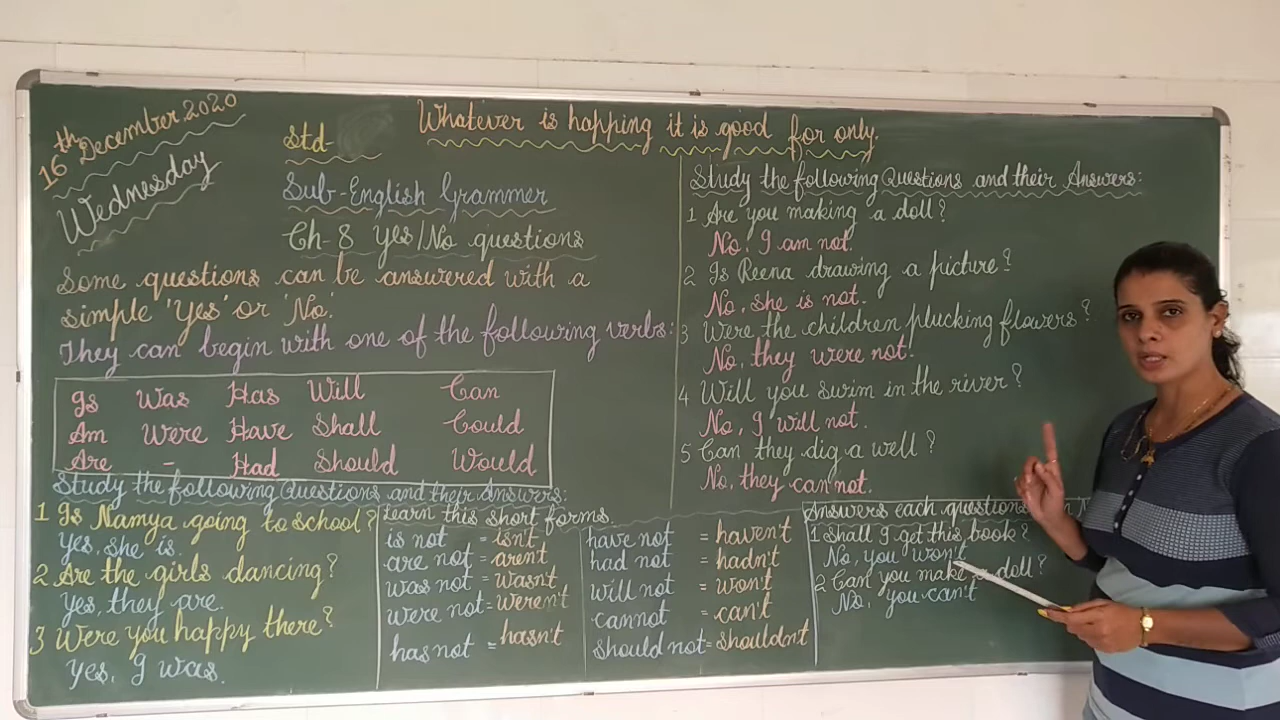 16th December 2020
Wednesday
Std-
Sub-English Grammer
Ch-8 Yes/No questions
Whatever is happing it is good for only.
Some questions can be answered with a
simple 'Yes' or 'No'.
They can begin with one of the following verbs:
Is Was Has Will Can
Am Were Have Shall Could
Are - Had Should Would
Study the following Questions and their Answers:
1 Is Namya going to school?
Yes, she is.
2 Are the girls dancing?
Yes, they are.
3 Were you happy there?
Yes, I was.
Learn this short forms.
is not = isn't
are not = aren't
was not = wasn't
were not = weren't
has not = hasn't
have not = haven't
had not = hadn't
will not = won't
cannot = can't
should not = shouldn't
Study the following Questions and their Answers:
1 Are you making a doll?
No, I am not.
2 Is Reena drawing a picture?
No, she is not.
3 Were the children plucking flowers?
No, they were not.
4 Will you swim in the river?
No, I will not.
5 Can they dig a well?
No, they can not.
Answers each questions
1 Shall I get this book?
No, you won't
2 Can you make a doll?
No, you can't